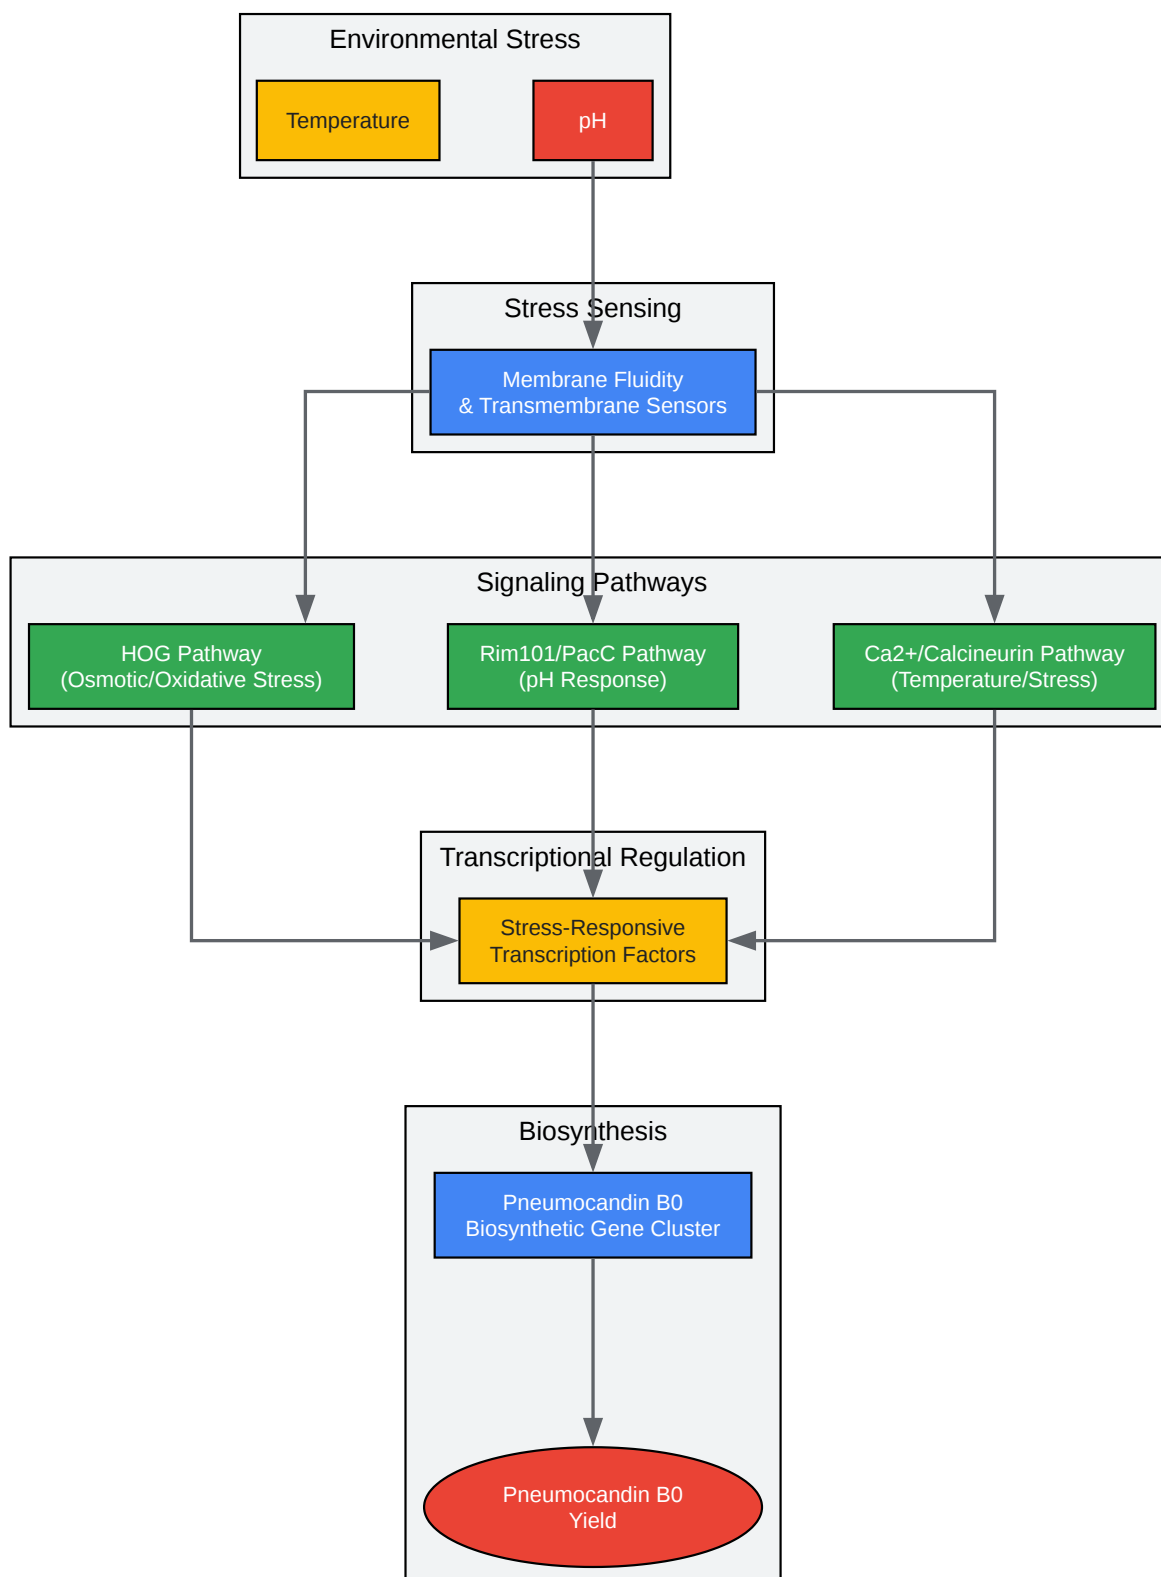 Environmental Stress
Temperature
pH
Stress Sensing
Membrane Fluidity
& Transmembrane Sensors
Signaling Pathways
HOG Pathway
(Osmotic/Oxidative Stress)
Rim101/PacC Pathway
(pH Response)
Ca2+/Calcineurin Pathway
(Temperature/Stress)
Transcriptional Regulation
Stress-Responsive
Transcription Factors
Biosynthesis
Pneumocandin B0
Biosynthetic Gene Cluster
Pneumocandin B0
Yield